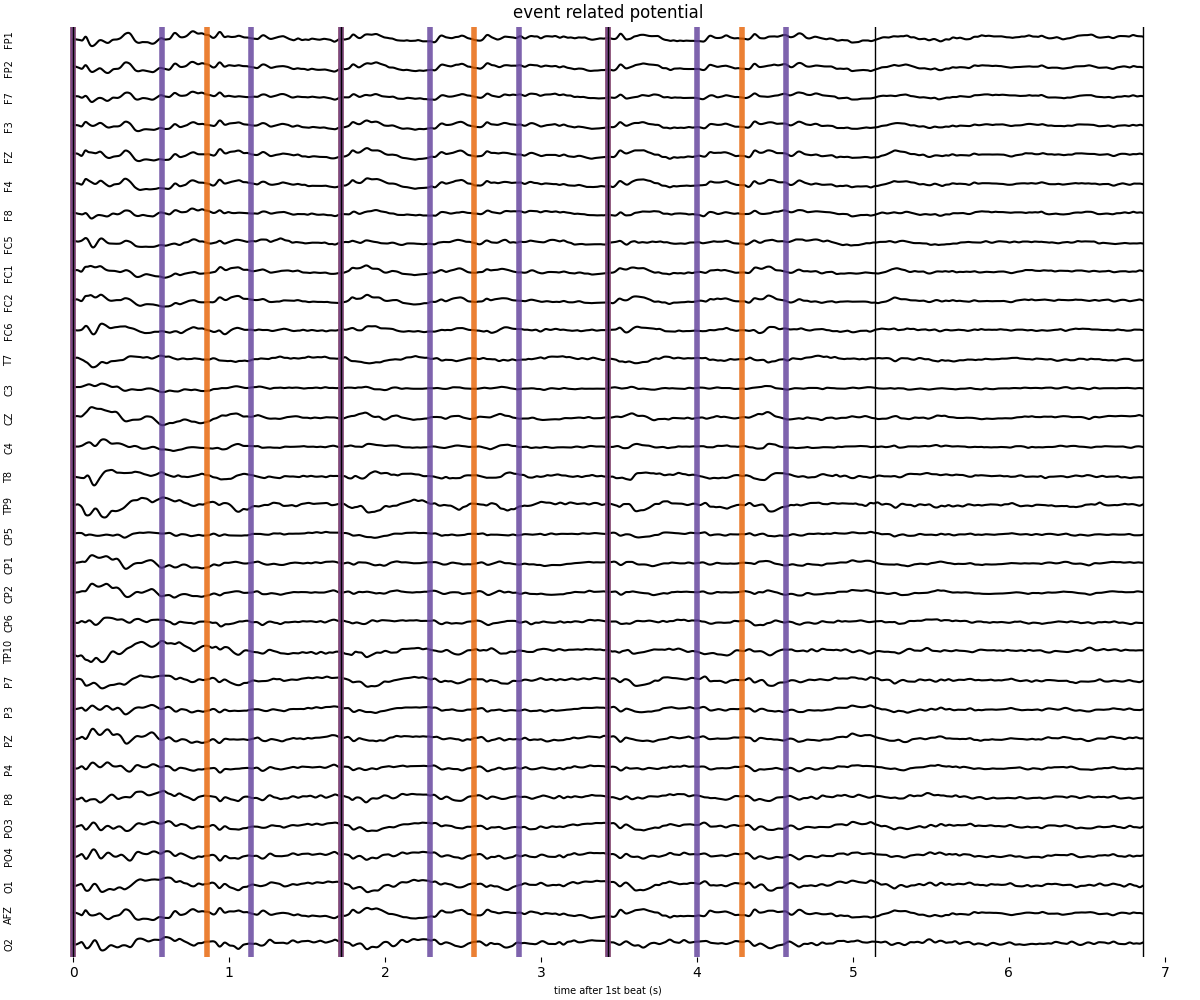 event related potential
FP1
FP2
F7
F3
FZ
F4
F8
FC5
FC1
FC2
FC6
T7
C3
CZ
C4
T8
TP9
CP5
CP1
CP2
CP6
TP10
P7
P3
PZ
P4
P8
PO3
PO4
O1
AFZ
O2
0 1 2 3 4 5 6 7
time after 1st beat (s)